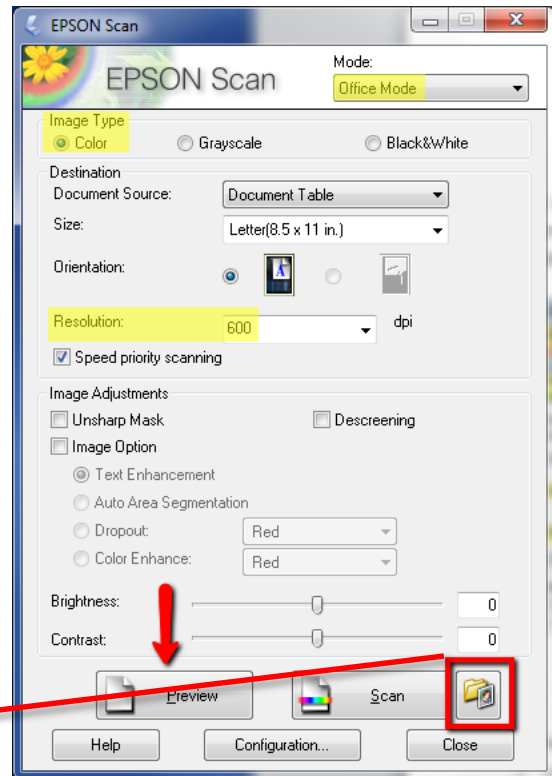 EPSON Scan
EPSON Scan
Mode:
Office Mode
Image Type
Color Grayscale Black&White
Destination
Document Source: Document Table
Size: Letter(8.5 x 11 in.)
Orientation: A
Resolution: 600 dpi
Speed priority scanning
Image Adjustments
Unsharp Mask Descreening
Image Option
Text Enhancement
Auto Area Segmentation
Dropout: Red
Color Enhance: Red
Brightness: 0
Contrast: 0
Preview Scan
Help Configuration... Close